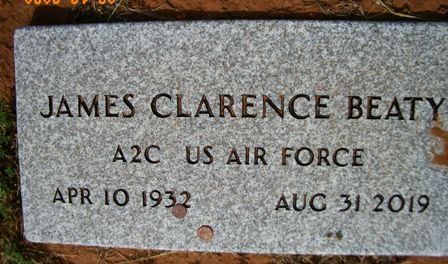 JAMES CLARENCE BEATY
A2C US AIR FORCE
APR 10 1932 AUG 31 2019